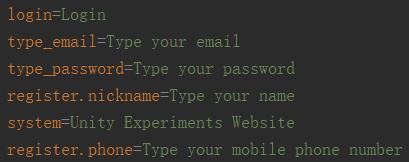 login=Login
type_email=Type your email
type_password=Type your password
register.nickname=Type your name
system=Unity Experiments Website
register.phone=Type your mobile phone number